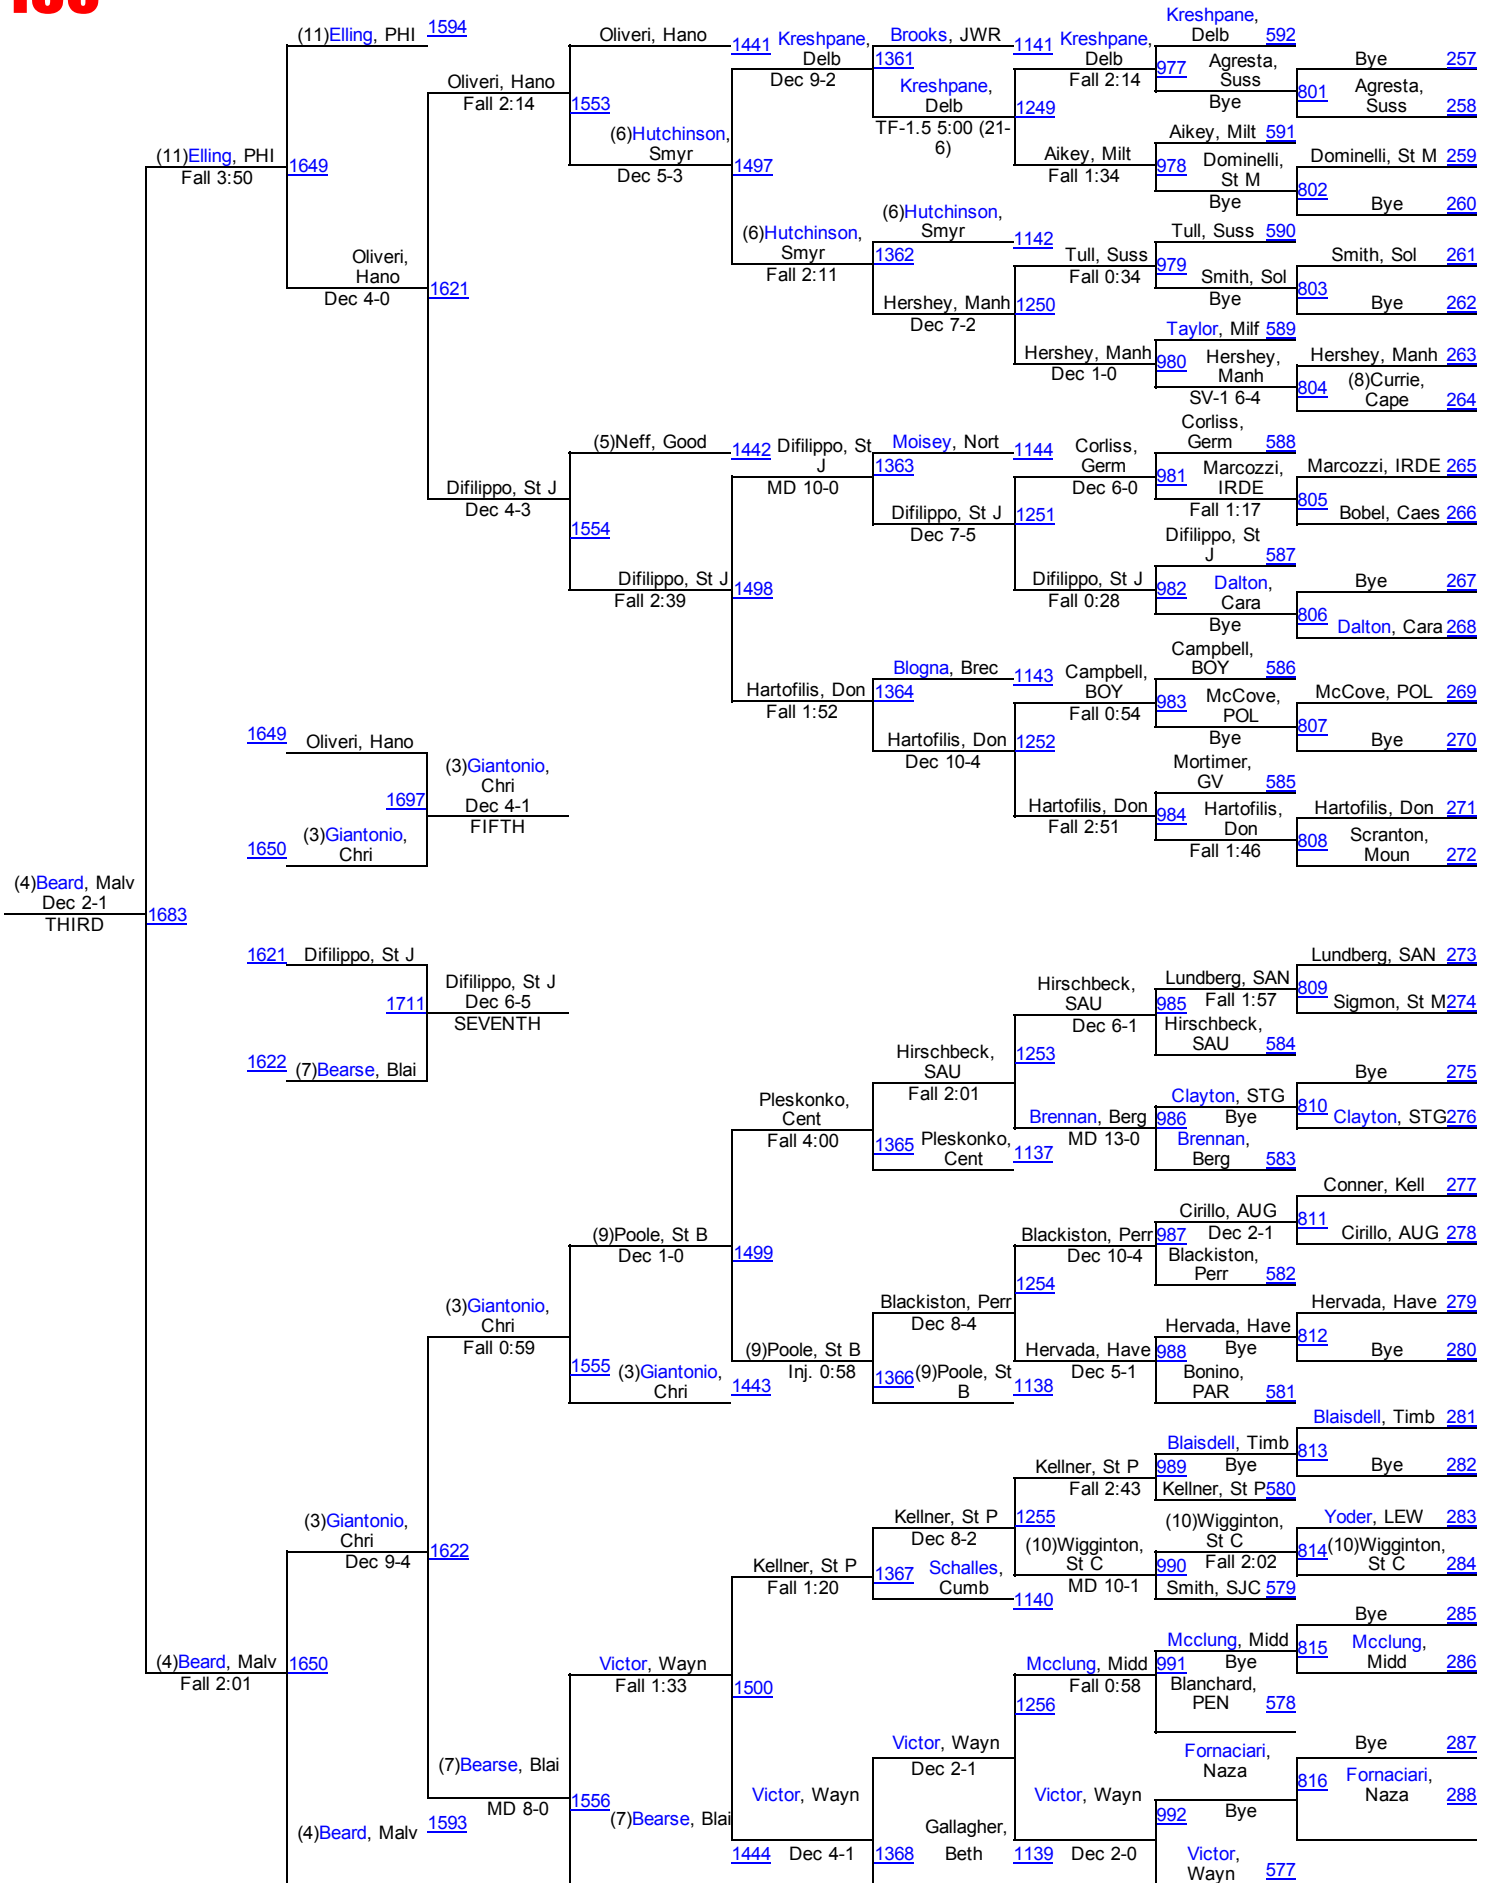 (11)Elling, PHI 1594
Oliveri, Hano 1441
Kreshpane, Delb
Dec 9-2
Brooks, JWR 1141
1361
Kreshpane, Delb
TF-1.5 5:00 (21-6)
Kreshpane, Delb
Fall 2:14
1249
Kreshpane, Delb 592
977
Agresta, Suss
Bye
Bye 257
801
Agresta, Suss 258
Oliveri, Hano
Fall 2:14
1553
(6)Hutchinson, Smyr
Dec 5-3
1497
Aikey, Milt
Fall 1:34
Aikey, Milt 591
978
Dominelli, St M
Bye
Dominelli, St M 259
802
Bye 260
(11)Elling, PHI
Fall 3:50
1649
(6)Hutchinson, Smyr
Fall 2:11
(6)Hutchinson, Smyr 1142
1362
Hershey, Manh
Dec 7-2
Tull, Suss
Fall 0:34
1250
Tull, Suss 590
979
Smith, Sol
Bye
Smith, Sol 261
803
Bye 262
Oliveri, Hano
Dec 4-0
1621
Hershey, Manh
Dec 1-0
Taylor, Milf 589
980
Hershey, Manh
SV-1 6-4
Hershey, Manh 263
804
(8)Currie, Cape 264
Difilippo, St J
Dec 4-3
(5)Neff, Good 1442
1554
Difilippo, St J
MD 10-0
Moisey, Nort 1144
1363
Difilippo, St J
Dec 7-5
Corliss, Germ
Dec 6-0
1251
Corliss, Germ 588
981
Marcozzi, IRDE
Fall 1:17
Marcozzi, IRDE 265
805
Bobel, Caes 266
Difilippo, St J
Fall 2:39
1498
Difilippo, St J
Fall 0:28
Difilippo, St J 587
982
Dalton, Cara
Bye
Bye 267
806
Dalton, Cara 268
Hartofilis, Don
Fall 1:52
Blogna, Brec 1143
1364
Hartofilis, Don
Dec 10-4
Campbell, BOY
Fall 0:54
1252
Campbell, BOY 586
983
McCove, POL
Bye
McCove, POL 269
807
Bye 270
1649 Oliveri, Hano
1697
(3)Giantonio, Chri
Dec 4-1
FIFTH
1650 (3)Giantonio, Chri
Hartofilis, Don
Fall 2:51
Mortimer, GV 585
984
Hartofilis, Don
Fall 1:46
Hartofilis, Don 271
808
Scranton, Moun 272
(4)Beard, Malv
Dec 2-1
THIRD
1683
1621 Difilippo, St J
1711
Difilippo, St J
Dec 6-5
SEVENTH
1622 (7)Bearse, Blai
Hirschbeck, SAU
Dec 6-1
1253
Lundberg, SAN
985 Fall 1:57
Hirschbeck, SAU 584
Lundberg, SAN 273
809
Sigmon, St M 274
Pleskonko, Cent
Fall 4:00
Hirschbeck, SAU
Fall 2:01
1365
Pleskonko, Cent 1137
Brennan, Berg
MD 13-0
Clayton, STG
986 Bye
Brennan, Berg 583
Bye 275
810
Clayton, STG 276
(9)Poole, St B
Dec 1-0
1499
Blackiston, Perr
Dec 10-4
1254
Cirillo, AUG
987 Dec 2-1
Blackiston, Perr 582
Conner, Kell 277
811
Cirillo, AUG 278
(3)Giantonio, Chri
Fall 0:59
1555
(3)Giantonio, Chri 1443
(9)Poole, St B
Inj. 0:58
Blackiston, Perr
Dec 8-4
1366
(9)Poole, St B 1138
Hervada, Have
Dec 5-1
Hervada, Have
988 Bye
Bonino, PAR 581
Hervada, Have 279
812
Bye 280
(3)Giantonio, Chri
Dec 9-4
1622
Kellner, St P
Fall 1:20
Kellner, St P
Dec 8-2
1367
Schalles, Cumb 1140
Kellner, St P
Fall 2:43
1255
Blaisdell, Timb
989 Bye
Kellner, St P 580
Blaisdell, Timb 281
813
Bye 282
(10)Wigginton, St C
MD 10-1
(10)Wigginton, St C
990 Fall 2:02
Smith, SJC 579
Yoder, LEW 283
814
(10)Wigginton, St C 284
(4)Beard, Malv
Fall 2:01
1650
Victor, Wayn
Fall 1:33
1500
Mcclung, Midd
Fall 0:58
1256
Mcclung, Midd
991 Bye
Blanchard, PEN 578
Bye 285
815
Mcclung, Midd 286
(7)Bearse, Blai
MD 8-0
1556
(7)Bearse, Blai
1444
Victor, Wayn
Dec 4-1
Victor, Wayn
Dec 2-1
1368
Gallagher, Beth 1139
Victor, Wayn
Dec 2-0
Fornaciari, Naza
992 Bye
Victor, Wayn 577
Bye 287
816
Fornaciari, Naza 288
(4)Beard, Malv 1593